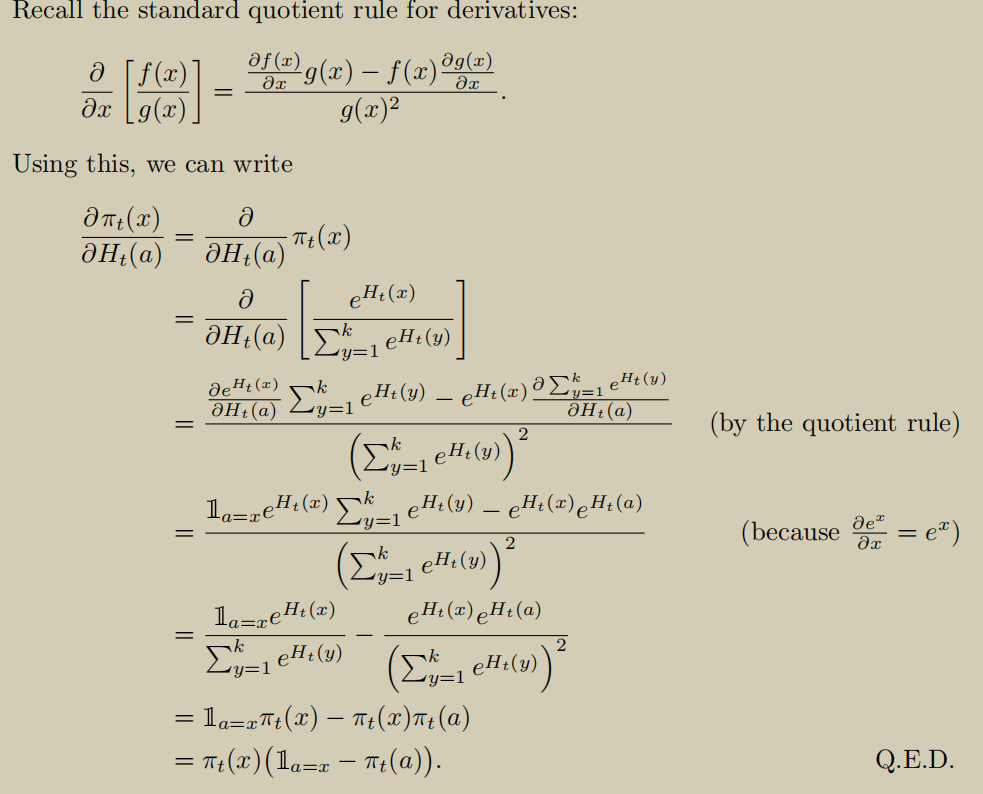 Recall the standard quotient rule for derivatives:
\frac{\partial}{\partial x}\left[\frac{f(x)}{g(x)}\right] = \frac{\frac{\partial f(x)}{\partial x}g(x) - f(x)\frac{\partial g(x)}{\partial x}}{g(x)^2}.
Using this, we can write
\frac{\partial \pi_t(x)}{\partial H_t(a)} = \frac{\partial}{\partial H_t(a)}\pi_t(x)
= \frac{\partial}{\partial H_t(a)}\left[\frac{e^{H_t(x)}}{\sum_{y=1}^{k} e^{H_t(y)}}\right]
= \frac{\frac{\partial e^{H_t(x)}}{\partial H_t(a)}\sum_{y=1}^{k} e^{H_t(y)} - e^{H_t(x)}\frac{\partial \sum_{y=1}^{k} e^{H_t(y)}}{\partial H_t(a)}}{\left(\sum_{y=1}^{k} e^{H_t(y)}\right)^2} (by the quotient rule)
= \frac{\mathbb{1}_{a=x}e^{H_t(x)}\sum_{y=1}^{k} e^{H_t(y)} - e^{H_t(x)}e^{H_t(a)}}{\left(\sum_{y=1}^{k} e^{H_t(y)}\right)^2} (because \frac{\partial e^x}{\partial x} = e^x)
= \frac{\mathbb{1}_{a=x}e^{H_t(x)}}{\sum_{y=1}^{k} e^{H_t(y)}} - \frac{e^{H_t(x)}e^{H_t(a)}}{\left(\sum_{y=1}^{k} e^{H_t(y)}\right)^2}
= \mathbb{1}_{a=x}\pi_t(x) - \pi_t(x)\pi_t(a)
= \pi_t(x)\big(\mathbb{1}_{a=x} - \pi_t(a)\big). Q.E.D.